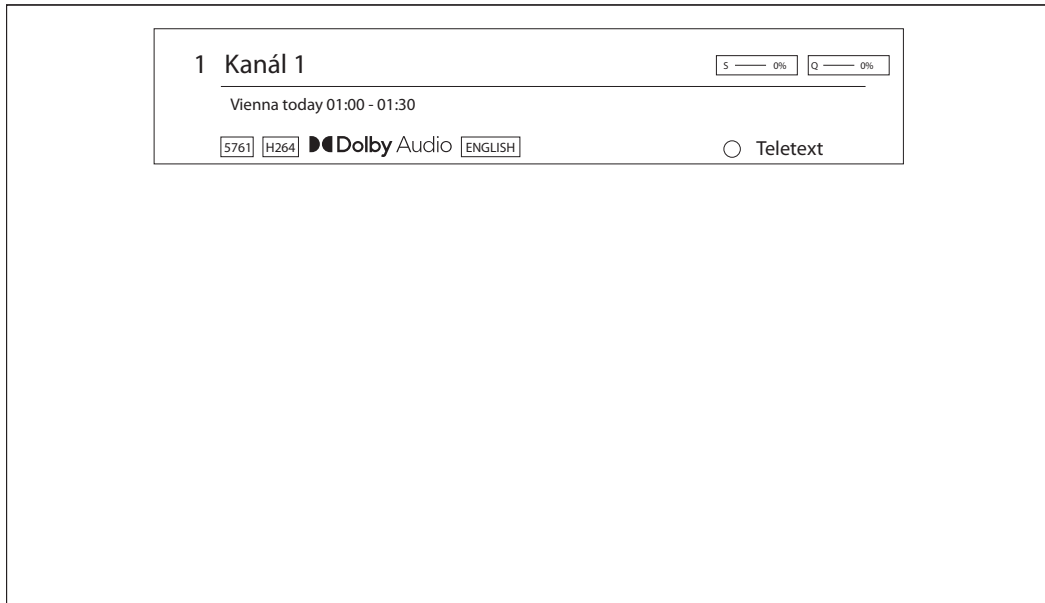 1 Kanál 1 S 0% Q 0%
Vienna today 01:00 - 01:30
5761 H264 Dolby Audio ENGLISH Teletext